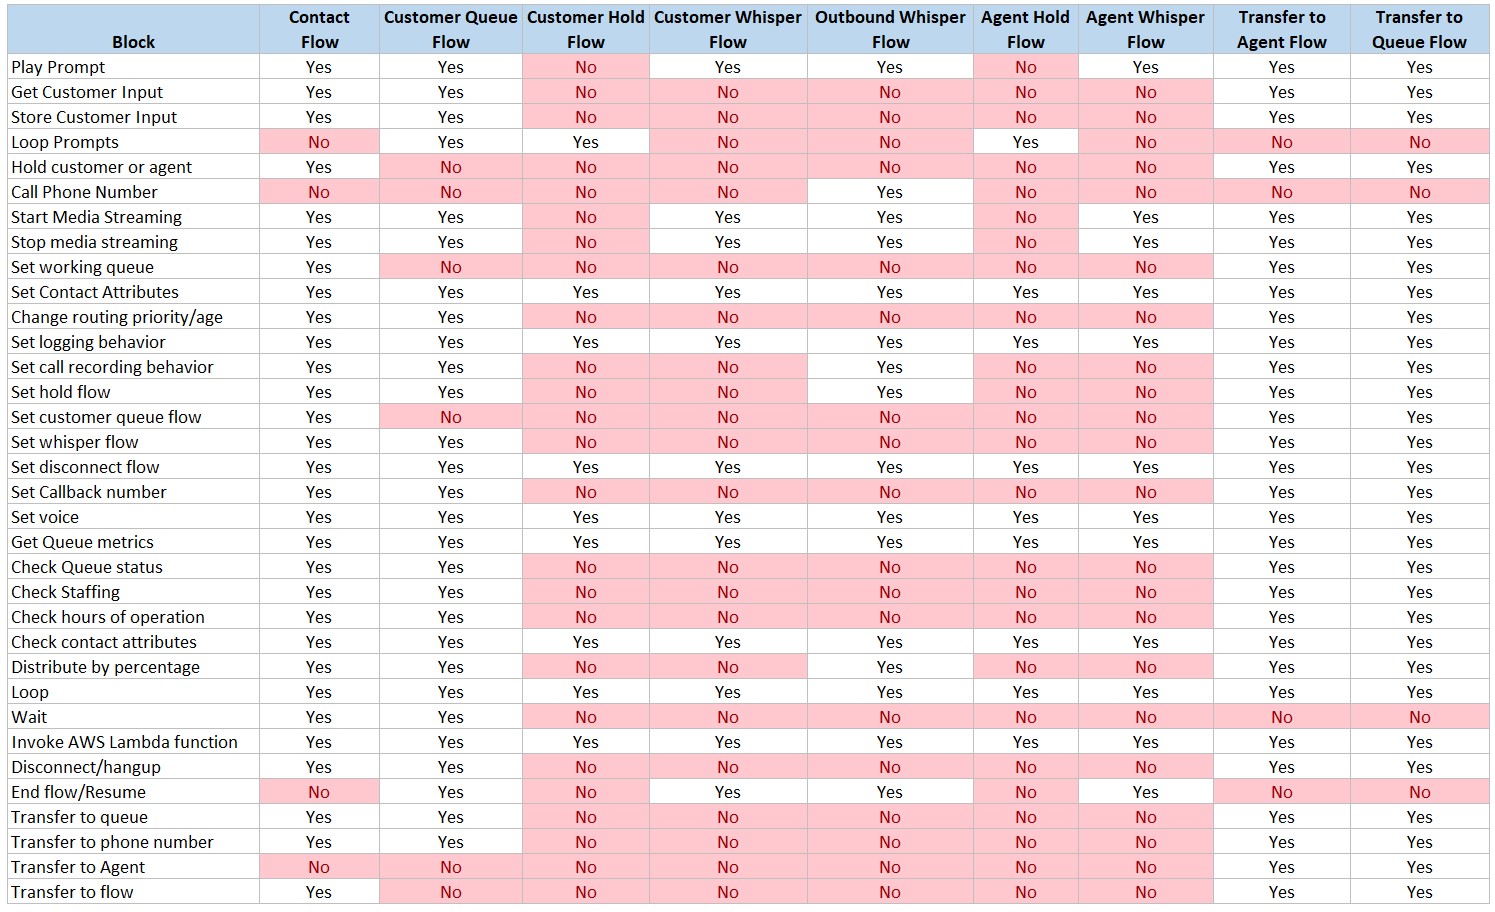 Block Contact Flow Customer Queue Flow Customer Hold Flow Customer Whisper Flow Outbound Whisper Flow Agent Hold Flow Agent Whisper Flow Transfer to Agent Flow Transfer to Queue Flow
Play Prompt Yes Yes No Yes Yes No Yes Yes Yes
Get Customer Input Yes Yes No No No No No Yes Yes
Store Customer Input Yes Yes No No No No No Yes Yes
Loop Prompts No Yes Yes No No Yes No No No
Hold customer or agent Yes No No No No No No Yes Yes
Call Phone Number No No No No Yes No No No No
Start Media Streaming Yes Yes No Yes Yes No Yes Yes Yes
Stop media streaming Yes Yes No Yes Yes No Yes Yes Yes
Set working queue Yes No No No No No No Yes Yes
Set Contact Attributes Yes Yes Yes Yes Yes Yes Yes Yes Yes
Change routing priority/age Yes Yes No No No No No Yes Yes
Set logging behavior Yes Yes Yes Yes Yes Yes Yes Yes Yes
Set call recording behavior Yes Yes No No Yes No No Yes Yes
Set hold flow Yes Yes No No Yes No No Yes Yes
Set customer queue flow Yes No No No No No No Yes Yes
Set whisper flow Yes Yes No No No No No Yes Yes
Set disconnect flow Yes Yes Yes Yes Yes Yes Yes Yes Yes
Set Callback number Yes Yes No No No No No Yes Yes
Set voice Yes Yes Yes Yes Yes Yes Yes Yes Yes
Get Queue metrics Yes Yes Yes Yes Yes Yes Yes Yes Yes
Check Queue status Yes Yes No No No No No Yes Yes
Check Staffing Yes Yes No No No No No Yes Yes
Check hours of operation Yes Yes No No No No No Yes Yes
Check contact attributes Yes Yes Yes Yes Yes Yes Yes Yes Yes
Distribute by percentage Yes Yes No No Yes No No Yes Yes
Loop Yes Yes Yes Yes Yes Yes Yes Yes Yes
Wait Yes Yes No No No No No No No
Invoke AWS Lambda function Yes Yes Yes Yes Yes Yes Yes Yes Yes
Disconnect/hangup Yes Yes No No No No No Yes Yes
End flow/Resume No Yes No Yes Yes No Yes No No
Transfer to queue Yes Yes No No No No No Yes Yes
Transfer to phone number Yes Yes No No No No No Yes Yes
Transfer to Agent No No No No No No No Yes Yes
Transfer to flow Yes No No No No No No Yes Yes